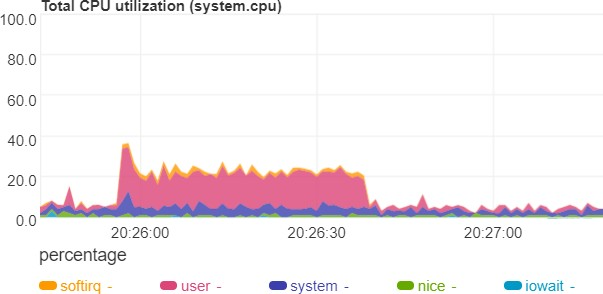 Total CPU utilization (system.cpu)
100.0
80.0
60.0
40.0
20.0
0.0
20:26:00 20:26:30 20:27:00
percentage
softirq - user - system - nice - iowait -